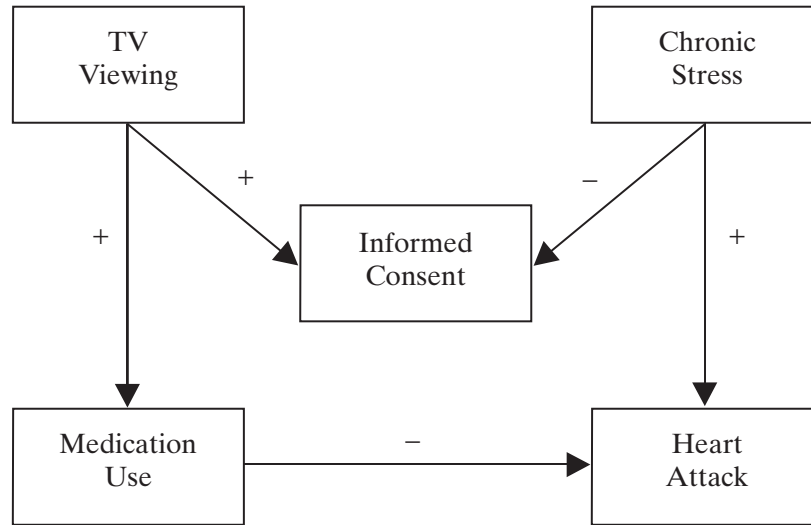 TV
Viewing
Chronic
Stress
+
–
+
+
Informed
Consent
Medication
Use
–
Heart
Attack